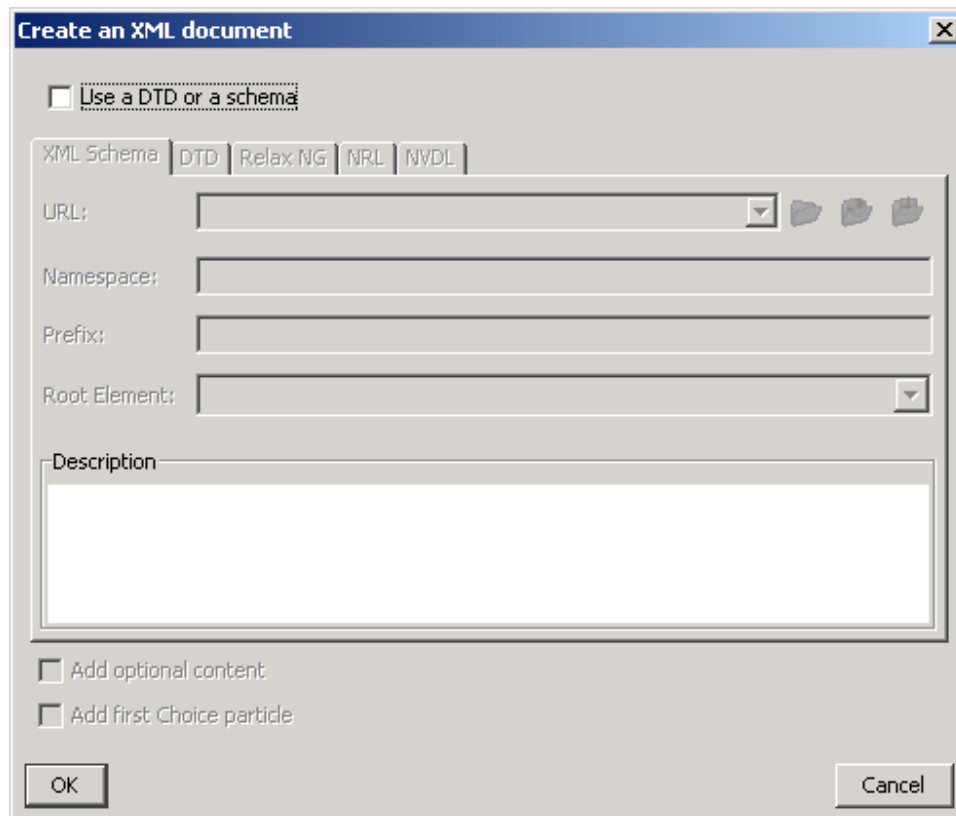 Create an XML document
Use a DTD or a schema
XML Schema DTD Relax NG NRL NVDL
URL:
Namespace:
Prefix:
Root Element:
Description
Add optional content
Add first Choice particle
OK Cancel